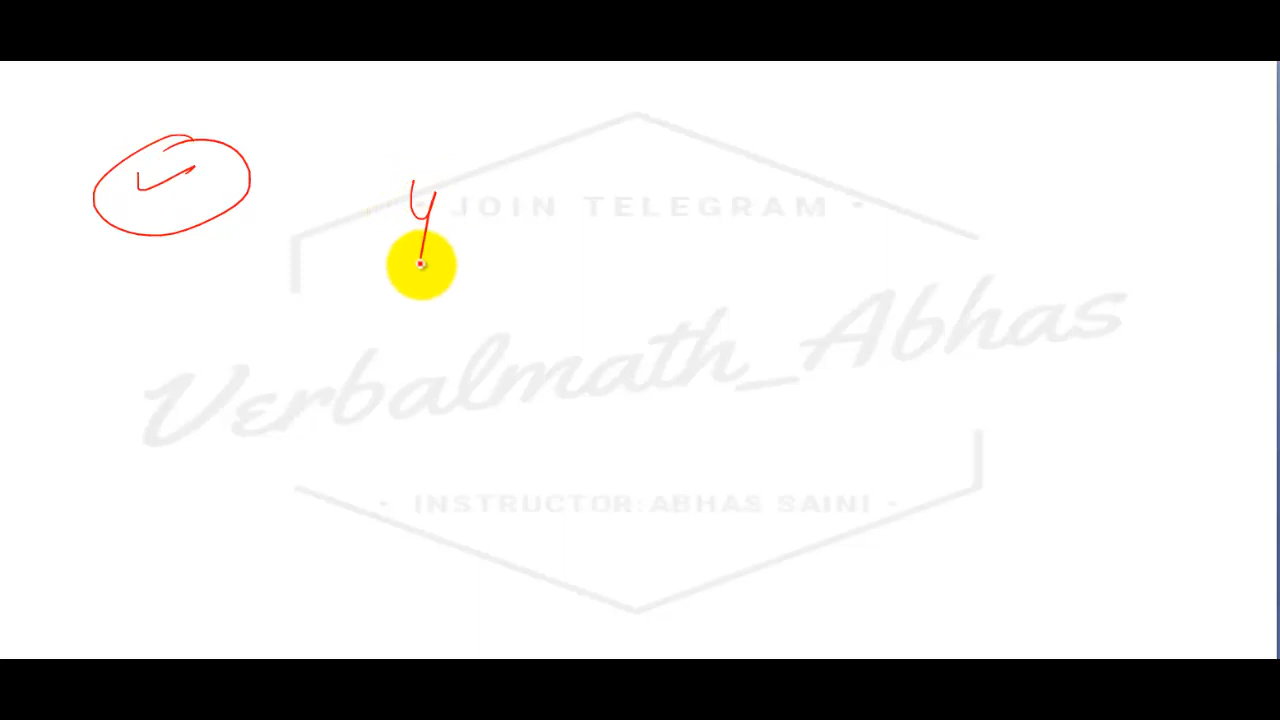 y
· JOIN TELEGRAM ·
Verbalmath_Abhas
· INSTRUCTOR:ABHAS SAINI ·